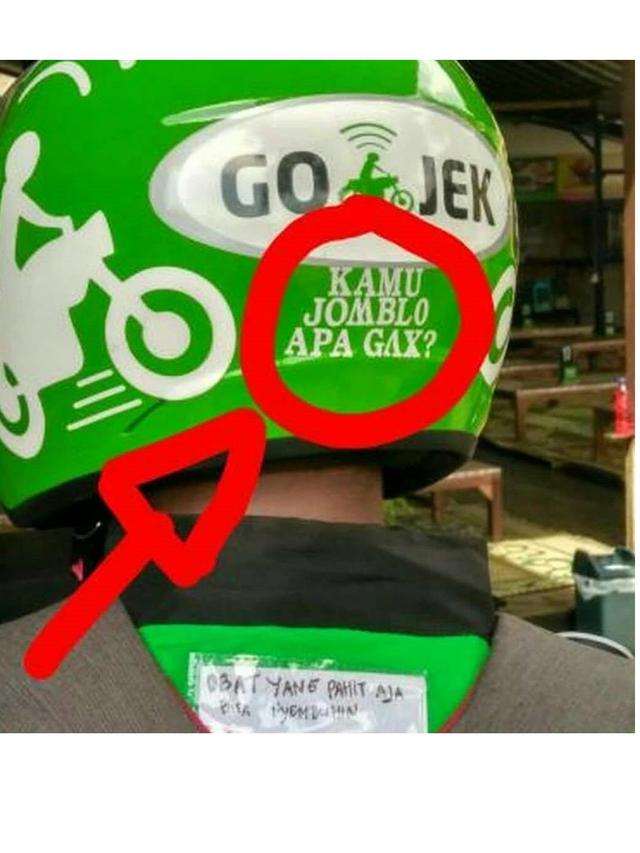 GO JEK
KAMU
JOMBLO
APA GAX?
OBAT YANG PAHIT AJA
BISA NYEMBUHIN